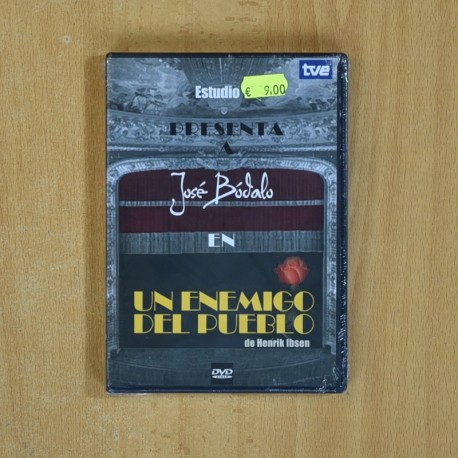 tve
Estudio
€ 9.00
PRESENTA
A
José Bódalo
EN
UN ENEMIGO
DEL PUEBLO
de Henrik Ibsen
DVD